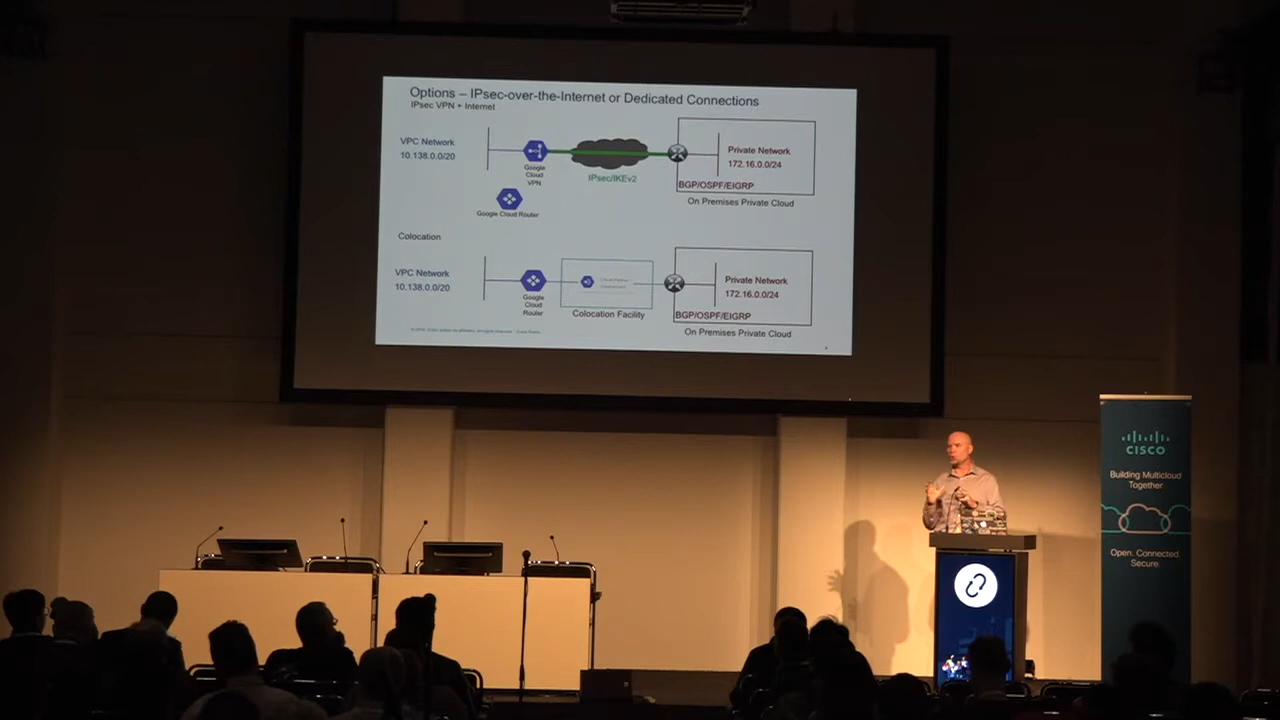 Options – IPsec-over-the-Internet or Dedicated Connections
IPsec VPN + Internet
VPC Network
10.138.0.0/20
Google
Cloud
VPN
IPsec/IKEv2
Private Network
172.16.0.0/24
BGP/OSPF/EIGRP
On Premises Private Cloud
Google Cloud Router
Colocation
VPC Network
10.138.0.0/20
Google
Cloud
Router
Colocation Facility
Private Network
172.16.0.0/24
BGP/OSPF/EIGRP
On Premises Private Cloud
CISCO
Building Multicloud
Together
Open. Connected.
Secure.